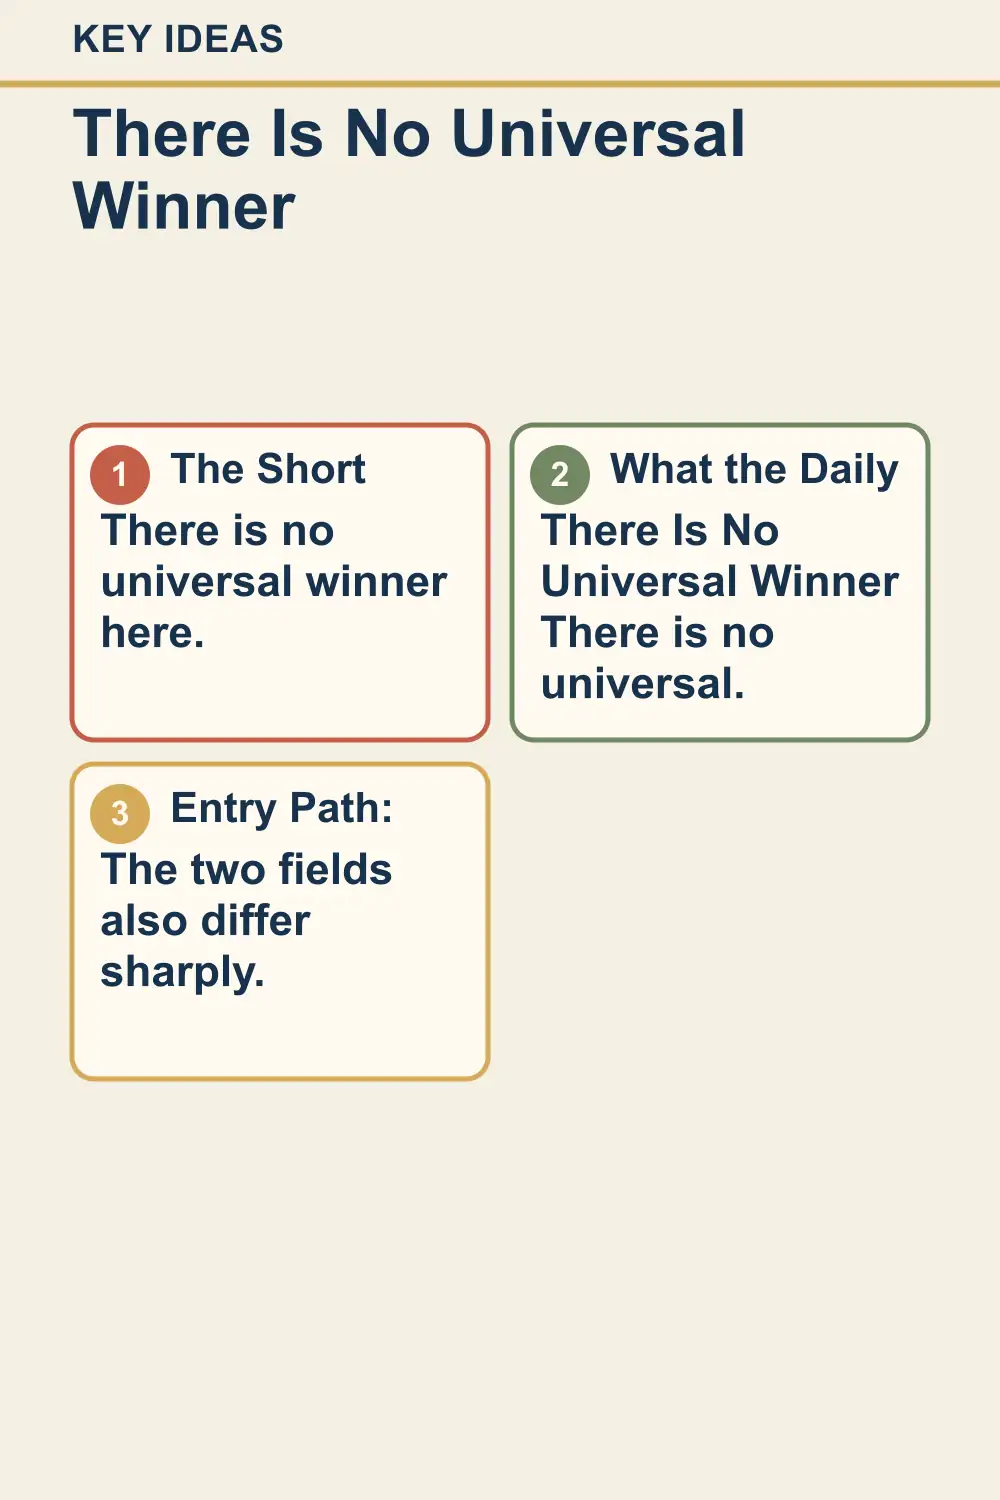 KEY IDEAS
There Is No Universal
Winner
1 The Short
There is no
universal winner
here.
2 What the Daily
There Is No
Universal Winner
There is no
universal.
3 Entry Path:
The two fields
also differ
sharply.